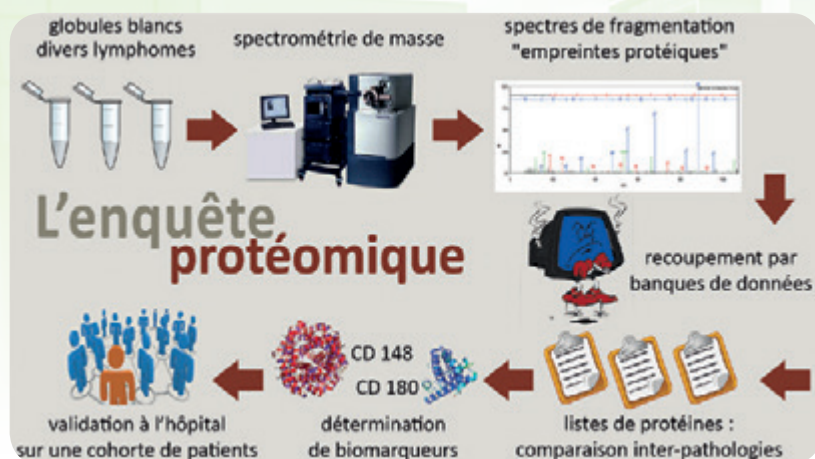 globules blancs
divers lymphomes
spectrométrie de masse
spectres de fragmentation
"empreintes protéiques"
L'enquête
protéomique
recoupement par
banques de données
CD 148
CD 180
validation à l'hôpital
sur une cohorte de patients
détermination
de biomarqueurs
listes de protéines :
comparaison inter-pathologies